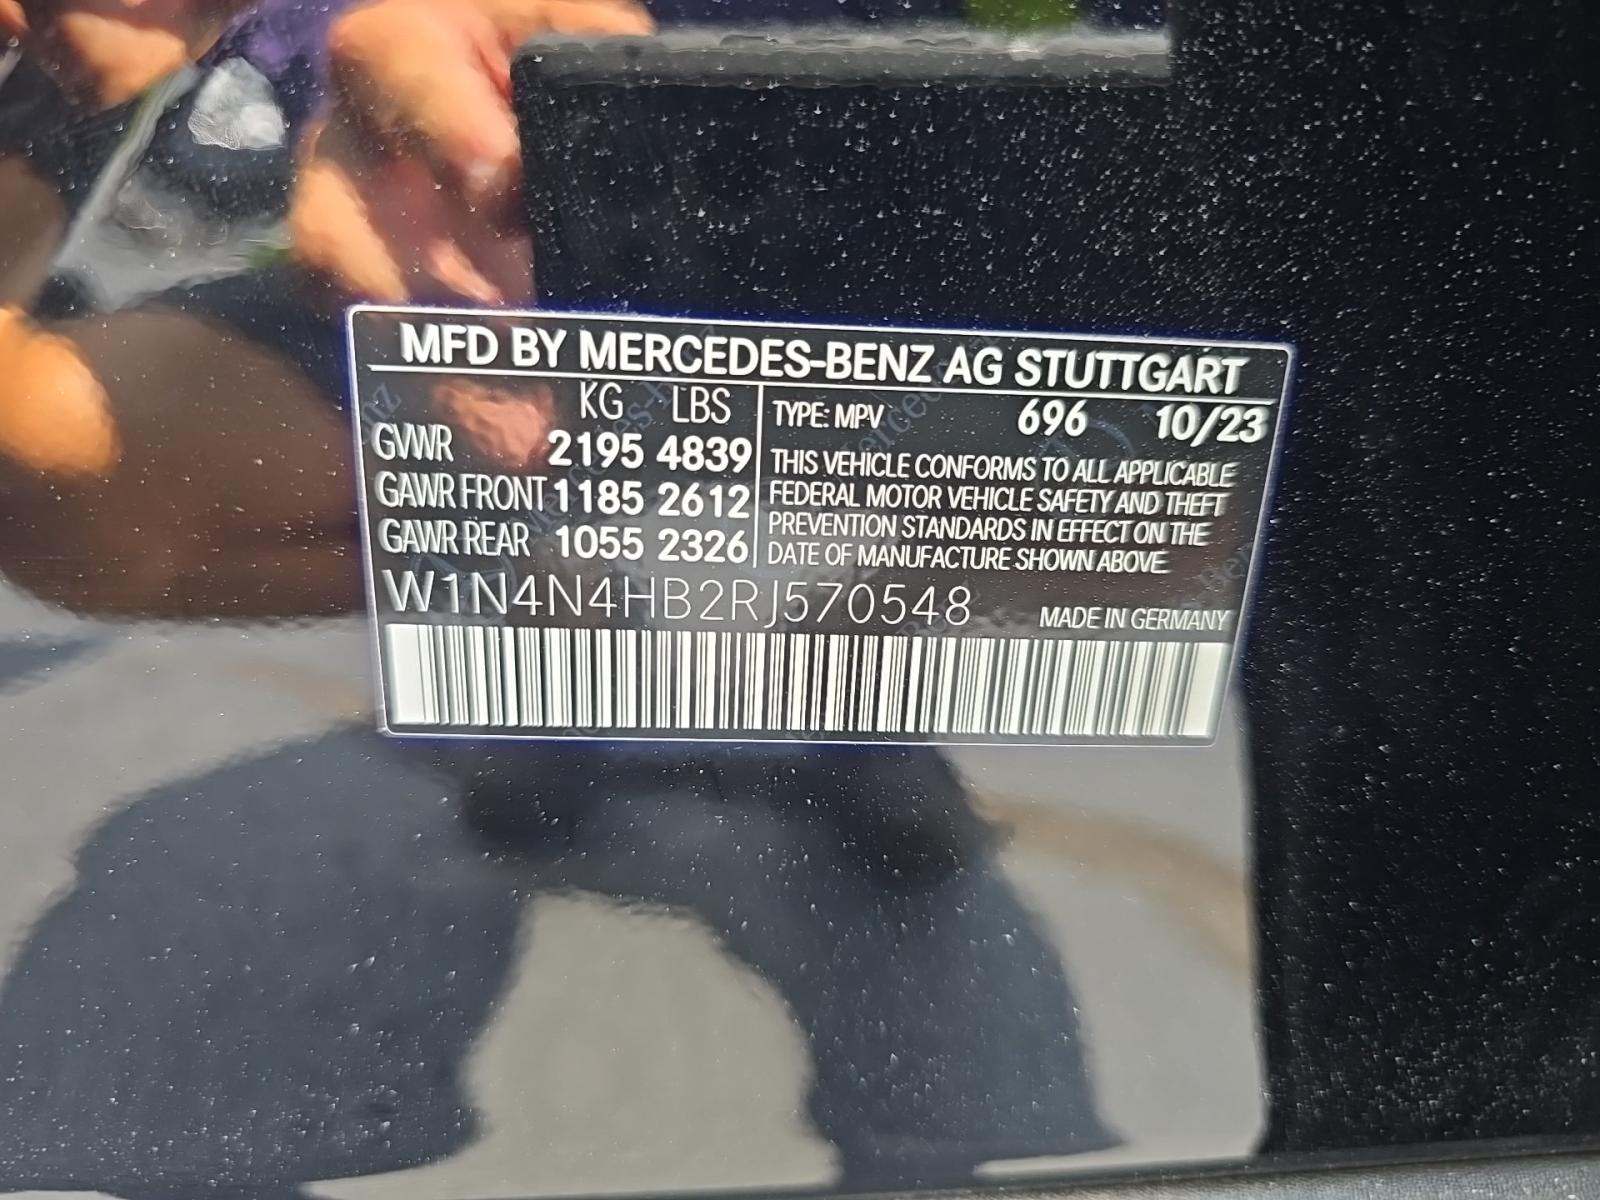 MFD BY MERCEDES-BENZ AG STUTTGART
KG LBS
GVWR 2195 4839
GAWR FRONT 1185 2612
GAWR REAR 1055 2326
TYPE: MPV 696 10/23
THIS VEHICLE CONFORMS TO ALL APPLICABLE
FEDERAL MOTOR VEHICLE SAFETY AND THEFT
PREVENTION STANDARDS IN EFFECT ON THE
DATE OF MANUFACTURE SHOWN ABOVE.
W1N4N4HB2RJ570548
MADE IN GERMANY